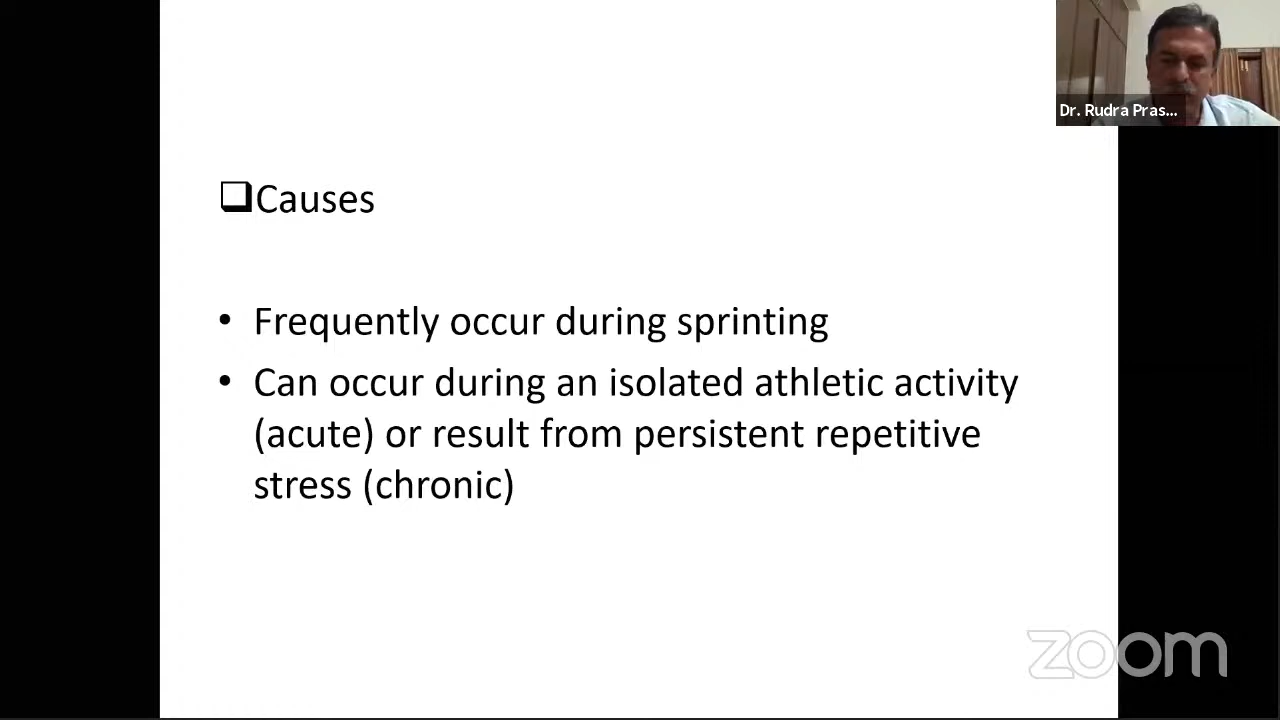 Dr. Rudra Pras...
❑Causes
• Frequently occur during sprinting
• Can occur during an isolated athletic activity
(acute) or result from persistent repetitive
stress (chronic)
zoom